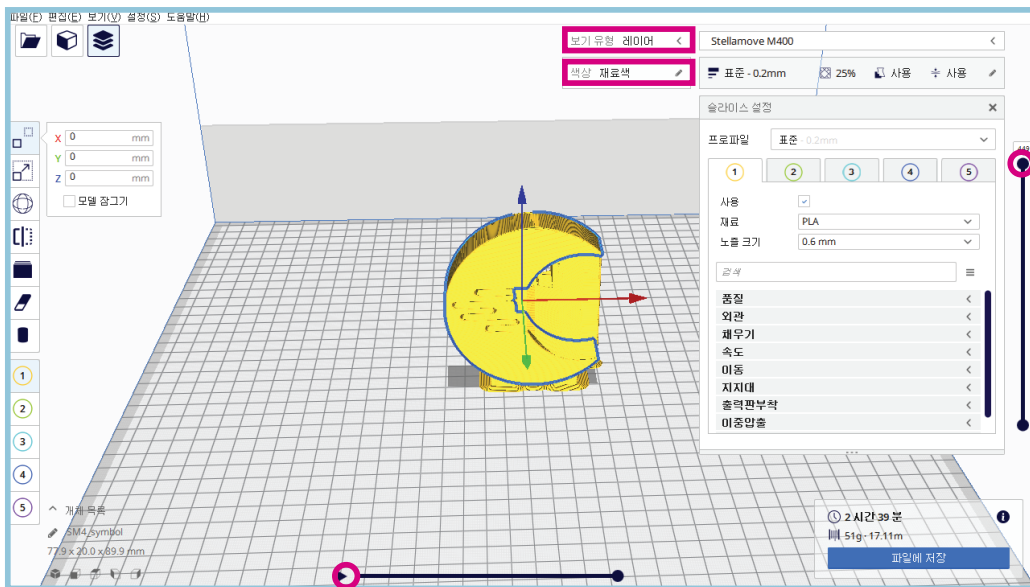 파일(F) 편집(E) 보기(V) 설정(S) 도움말(H)
보기 유형 레이어
Stellamove M400
색상 재료색
표준 - 0.2mm 25% 사용 사용
슬라이스 설정
프로파일 표준 - 0.2mm
1 2 3 4 5
사용
재료 PLA
노즐 크기 0.6 mm
검색
품질
외관
채우기
속도
이동
지지대
출력판부착
이중압출
X 0 mm
Y 0 mm
Z 0 mm
모델 잠그기
449
1
2
3
4
5
개체 목록
SM4_symbol
77.9 x 20.0 x 89.9 mm
2 시간 39 분
51g · 17.11m
파일에 저장